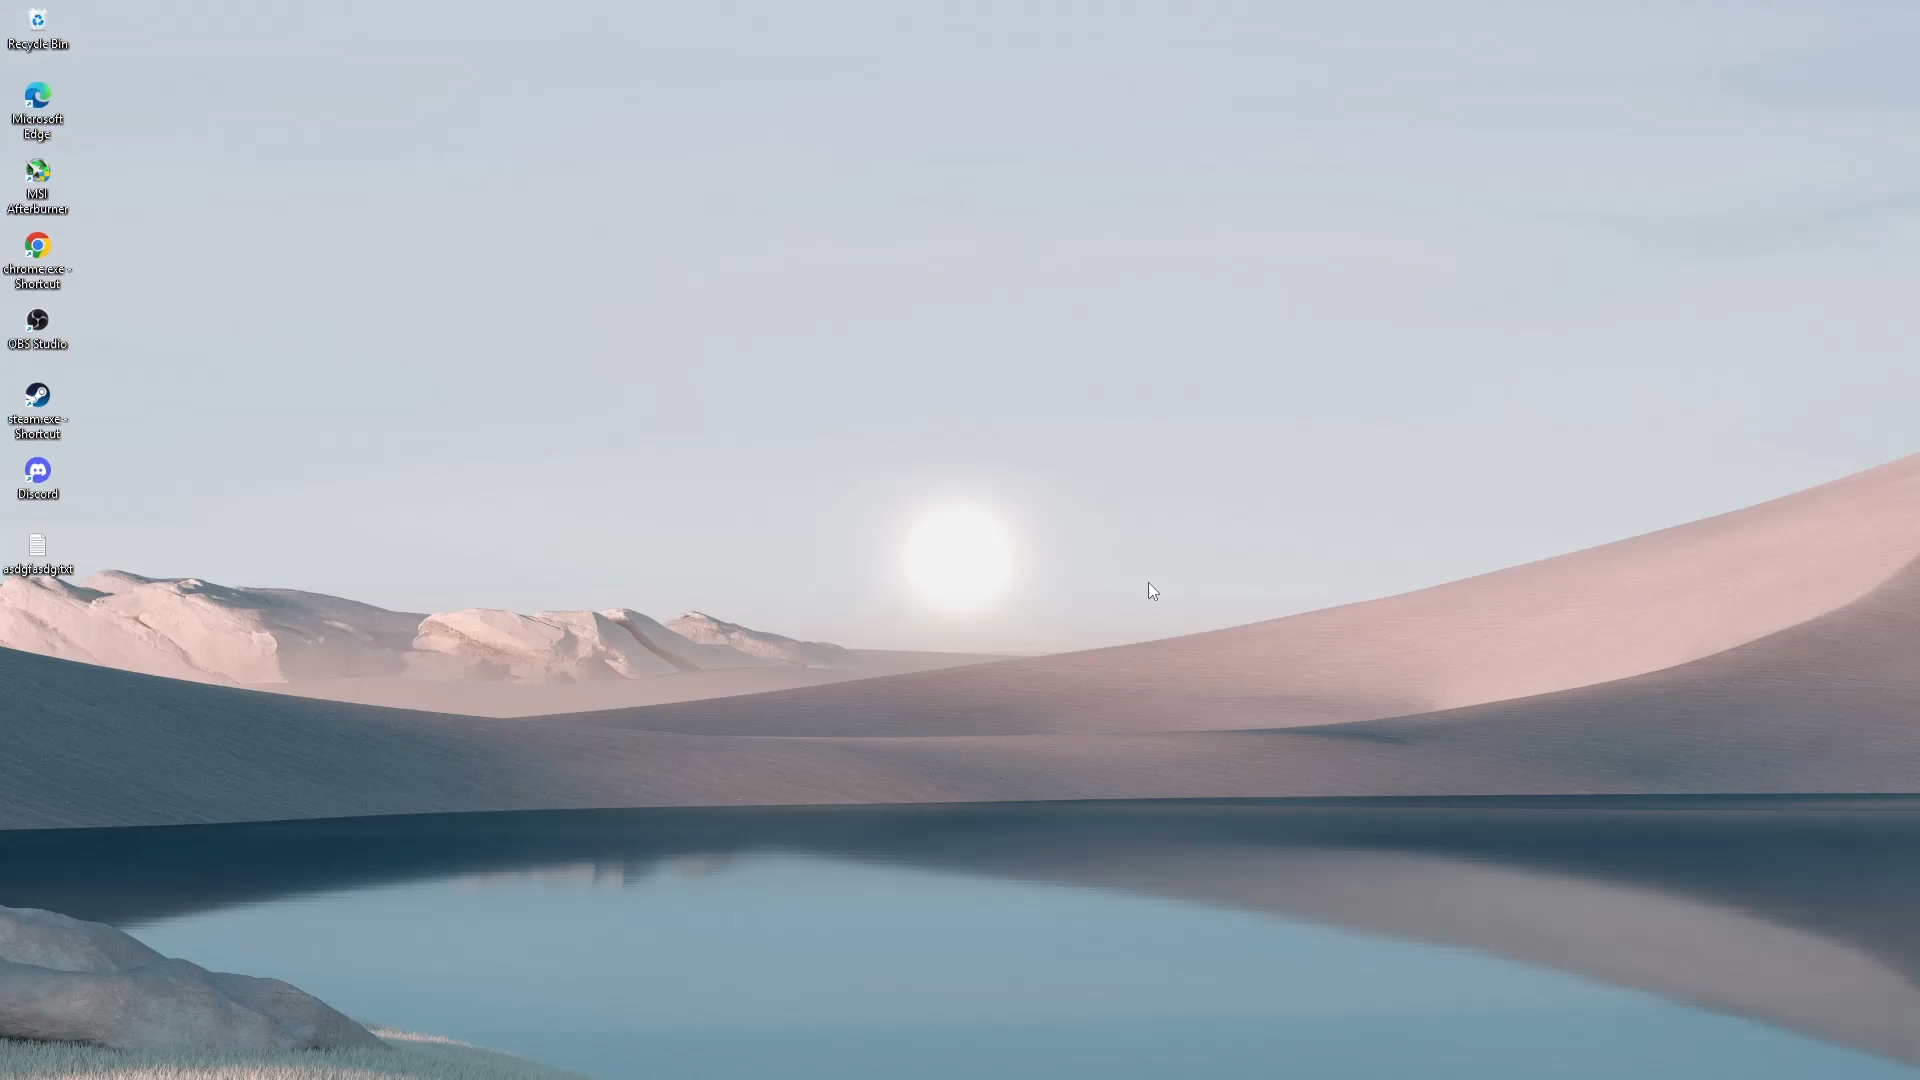 Recycle Bin
Microsoft
Edge
MSI
Afterburner
chrome.exe -
Shortcut
OBS Studio
steam.exe -
Shortcut
Discord
asdgfasdg.txt